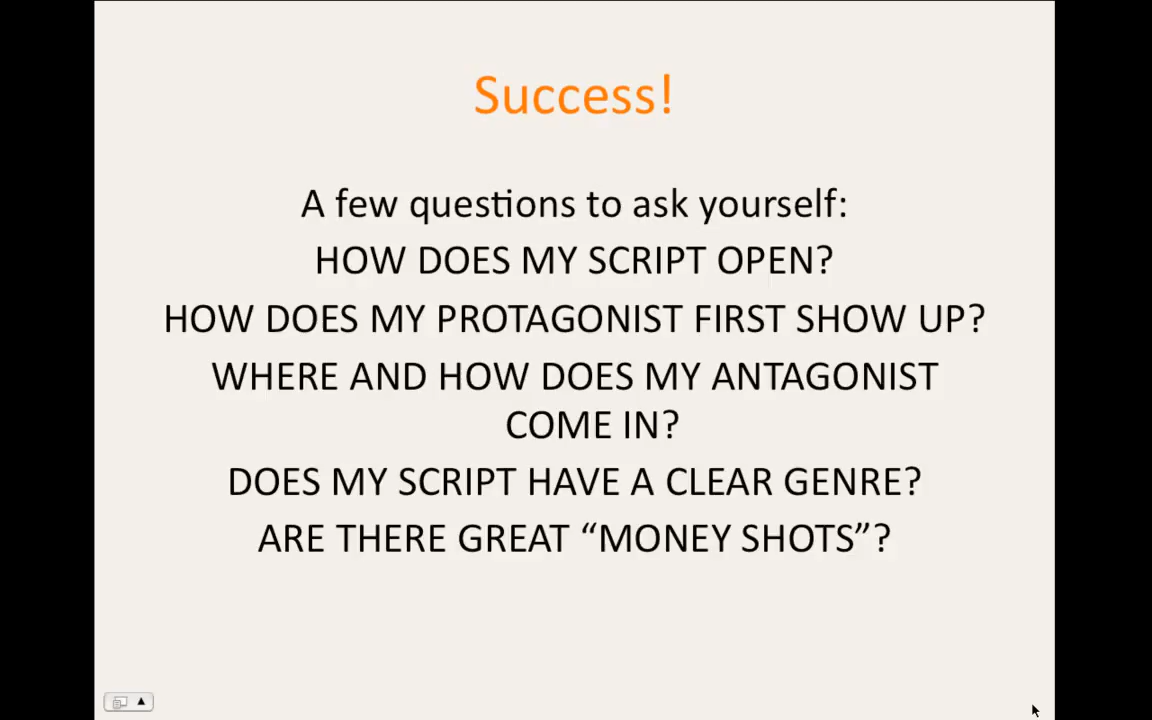 Success!
A few questions to ask yourself:
HOW DOES MY SCRIPT OPEN?
HOW DOES MY PROTAGONIST FIRST SHOW UP?
WHERE AND HOW DOES MY ANTAGONIST
COME IN?
DOES MY SCRIPT HAVE A CLEAR GENRE?
ARE THERE GREAT “MONEY SHOTS”?